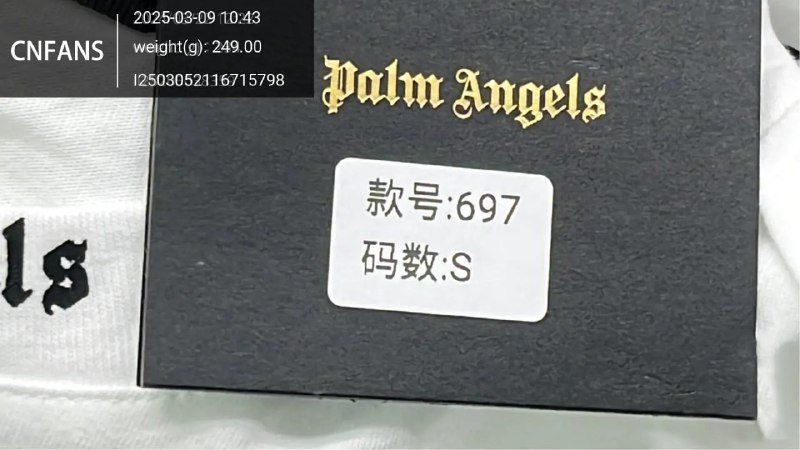 CNFANS
2025-03-09 10:43
weight(g): 249.00
I2503052116715798
Palm Angels
款号:697
码数:S
ls